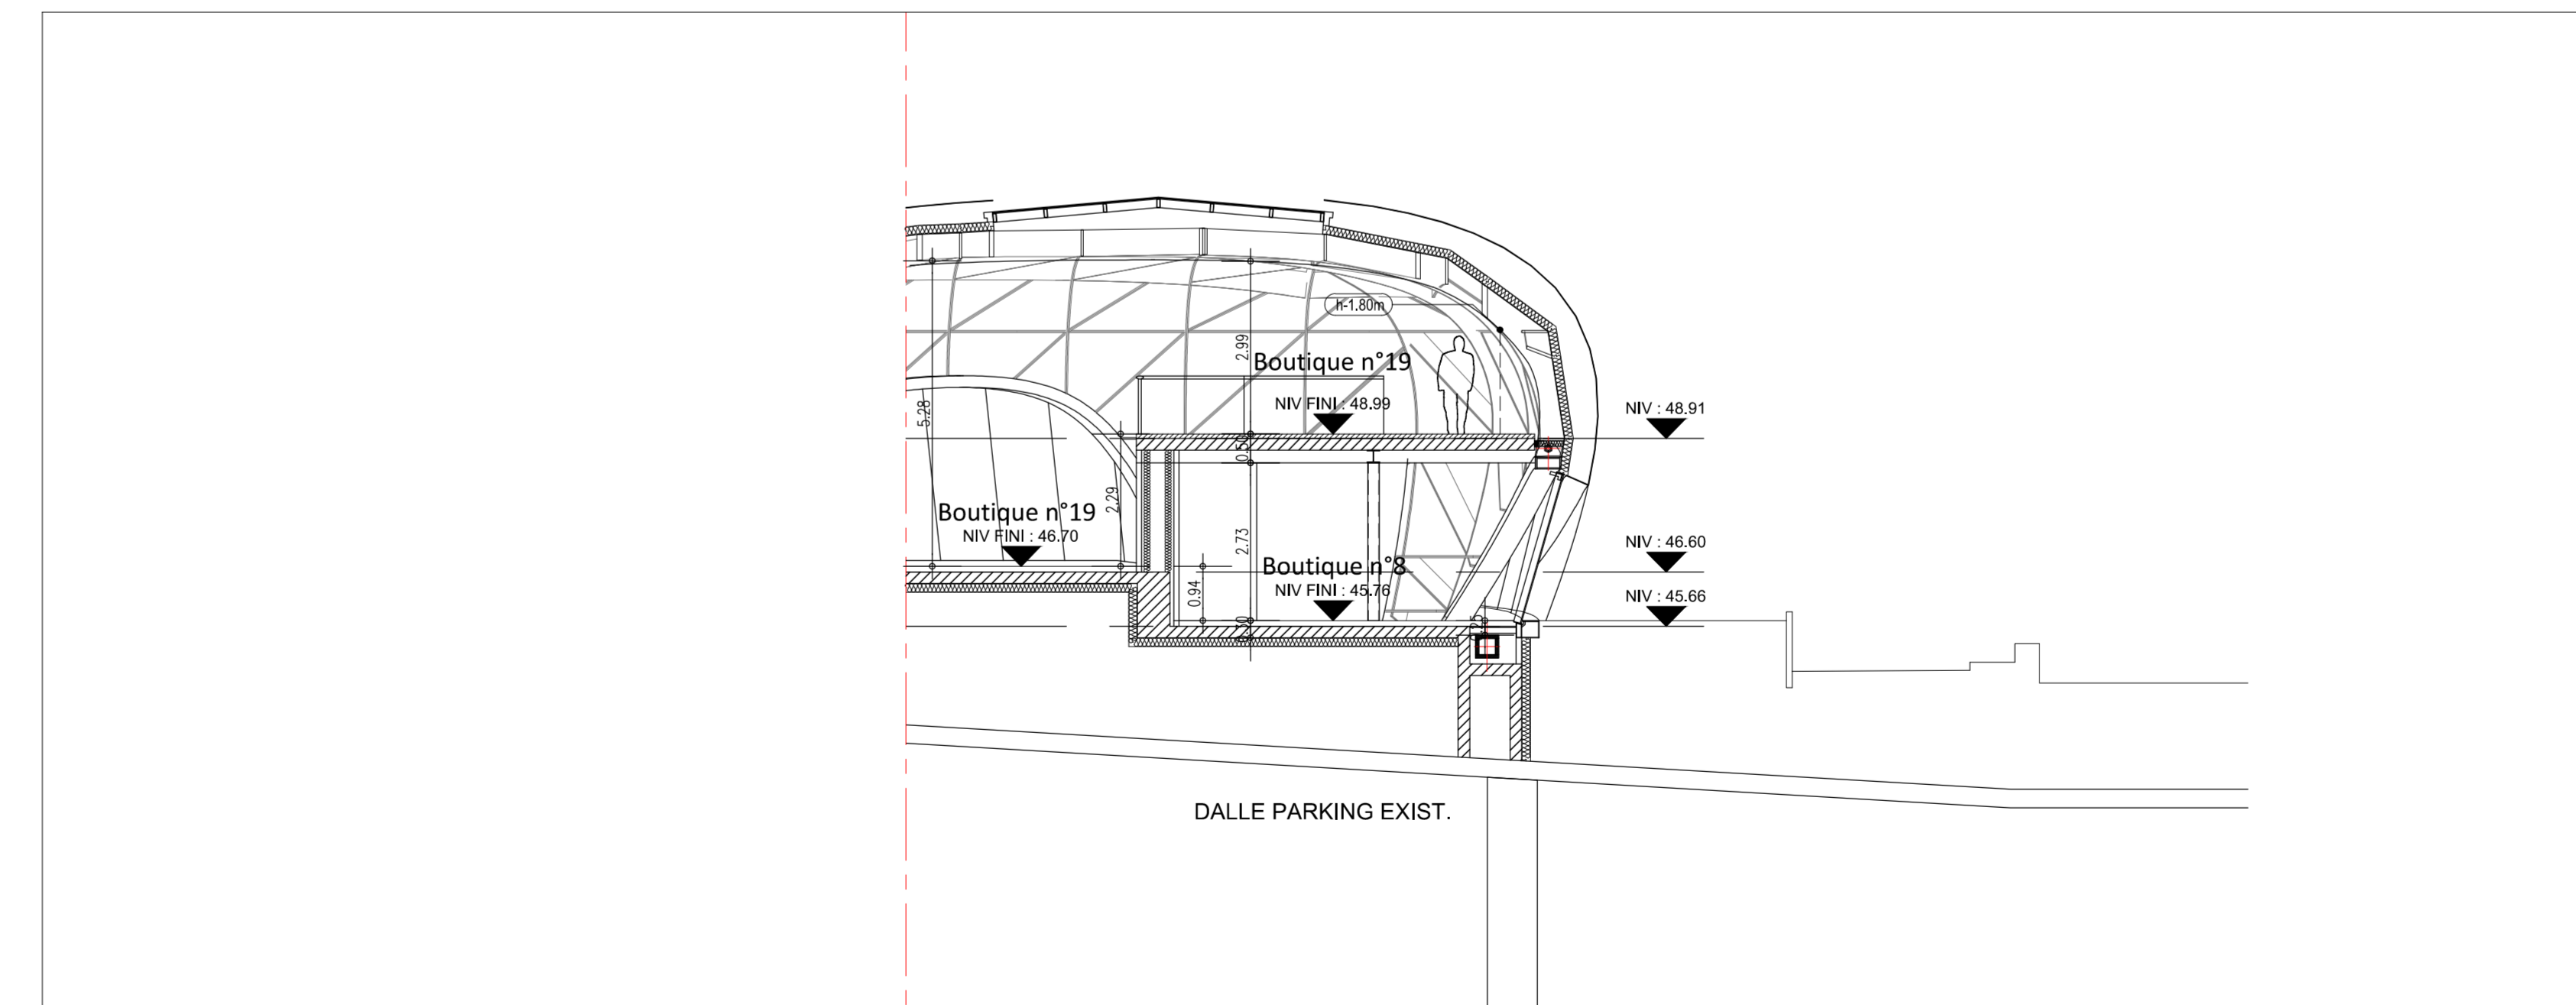 h-1.80m
2.99
Boutique n°19
5.28
NIV FINI : 48.99
NIV : 48.91
0.50
2.29
Boutique n°19
NIV FINI : 46.70
2.73
NIV : 46.60
Boutique n°8
0.94
NIV FINI : 45.76
NIV : 45.66
0.30
DALLE PARKING EXIST.